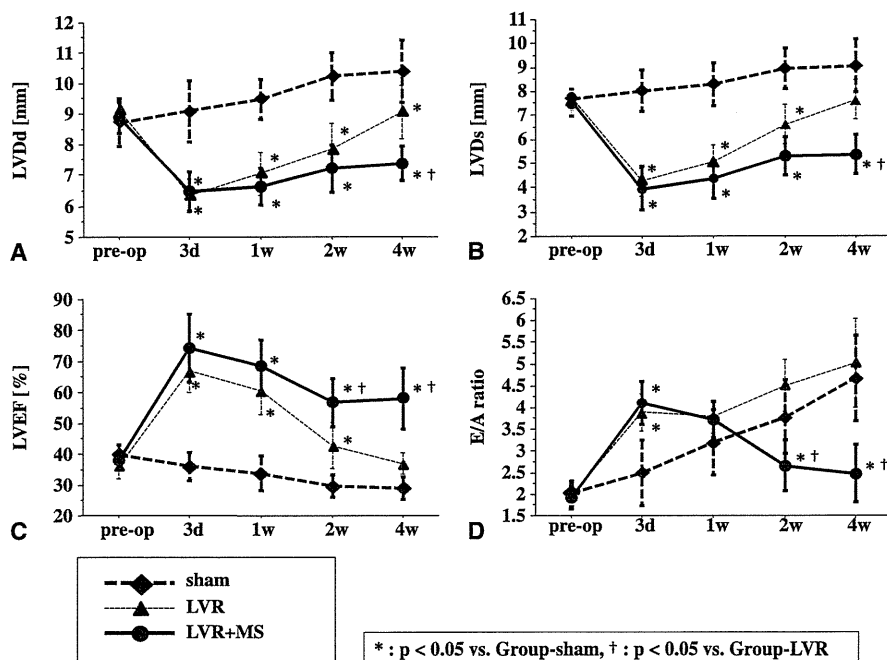 12
11
10
9
8
7
6
5
LVDd [mm]
* * * *
* * * * †
A
pre-op 3d 1w 2w 4w
11
10
9
8
7
6
5
4
3
2
LVDs [mm]
* * *
* * * * †
B
pre-op 3d 1w 2w 4w
90
80
70
60
50
40
30
20
LVEF [%]
* * * † * †
* * *
C
pre-op 3d 1w 2w 4w
6.5
6
5.5
5
4.5
4
3.5
3
2.5
2
1.5
E/A ratio
*
*
* † * †
D
pre-op 3d 1w 2w 4w
sham
LVR
LVR+MS
* : p < 0.05 vs. Group-sham, † : p < 0.05 vs. Group-LVR